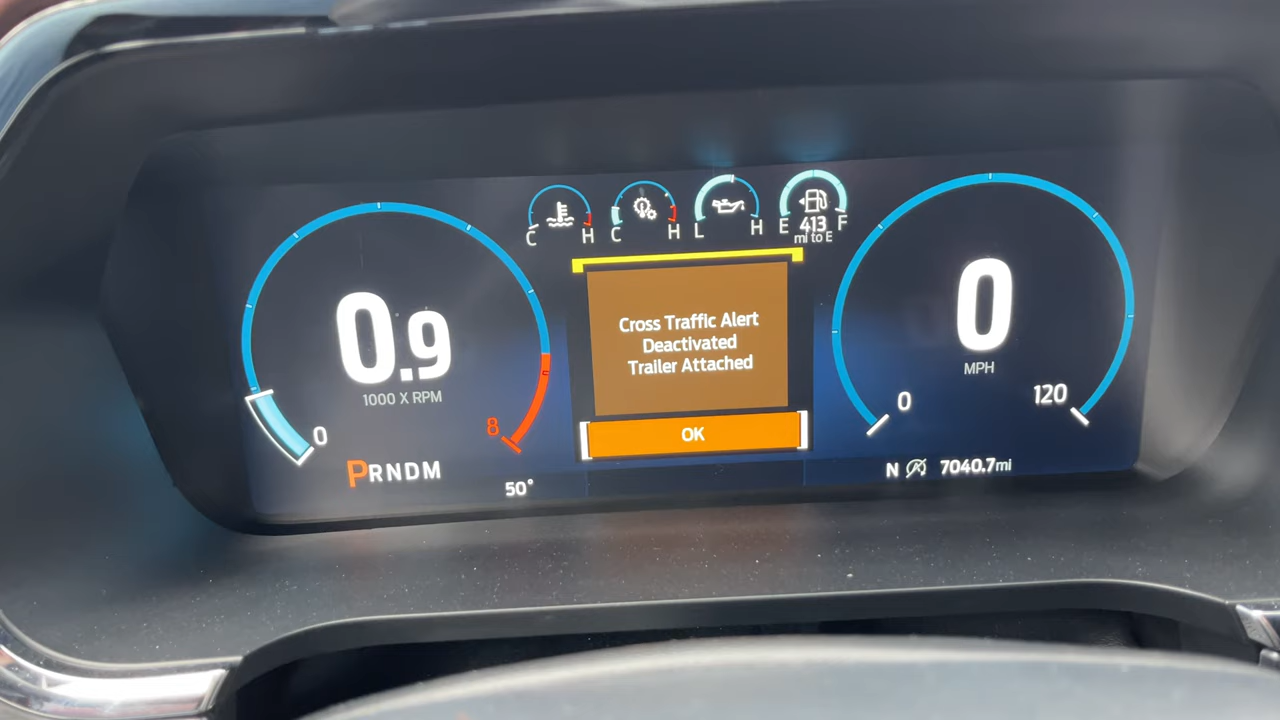 C H
C H
L H
E F
413
mi to E
Cross Traffic Alert
Deactivated
Trailer Attached
OK
0.9
1000 X RPM
0
8
PRNDM
50°
0
MPH
0
120
N 7040.7mi